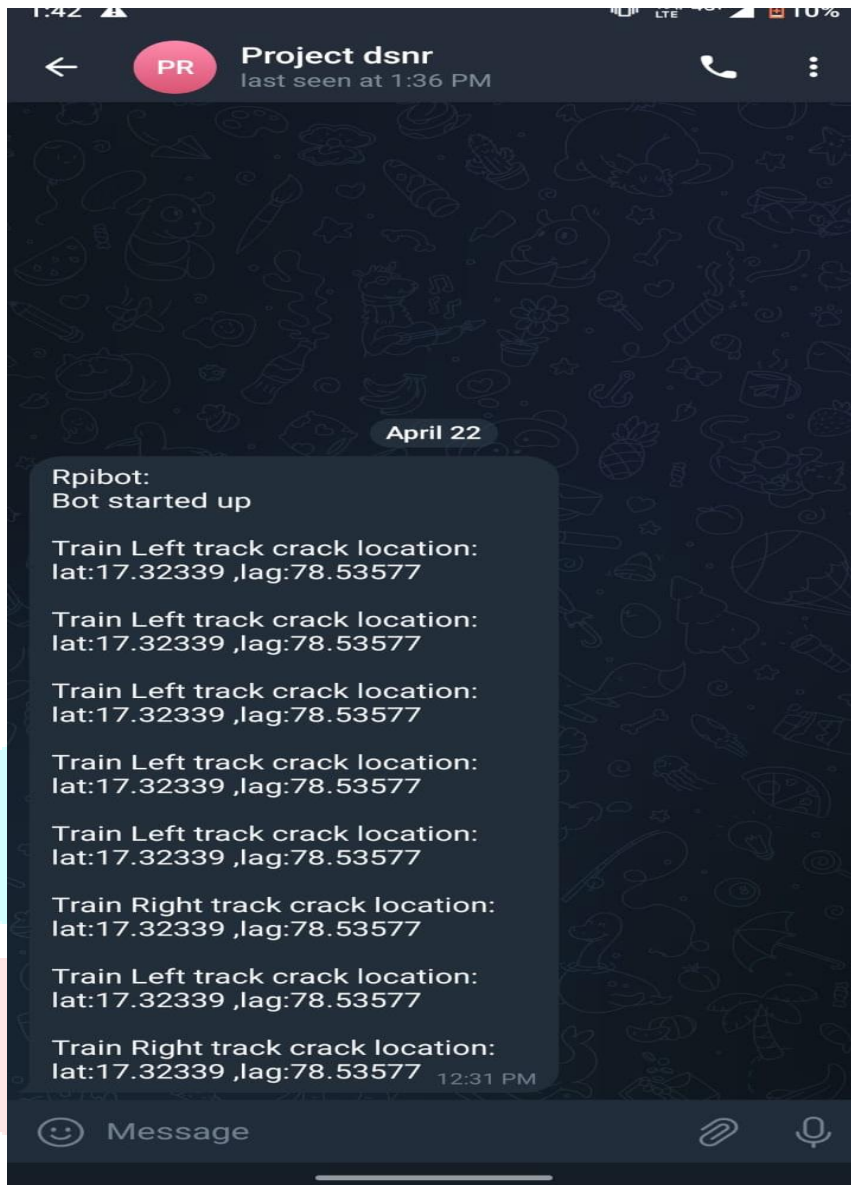 1:42
LTE 10%
PR Project dsnr
last seen at 1:36 PM
April 22
Rpibot:
Bot started up
Train Left track crack location:
lat:17.32339 ,lag:78.53577
Train Left track crack location:
lat:17.32339 ,lag:78.53577
Train Left track crack location:
lat:17.32339 ,lag:78.53577
Train Left track crack location:
lat:17.32339 ,lag:78.53577
Train Left track crack location:
lat:17.32339 ,lag:78.53577
Train Right track crack location:
lat:17.32339 ,lag:78.53577
Train Left track crack location:
lat:17.32339 ,lag:78.53577
Train Right track crack location:
lat:17.32339 ,lag:78.53577 12:31 PM
Message